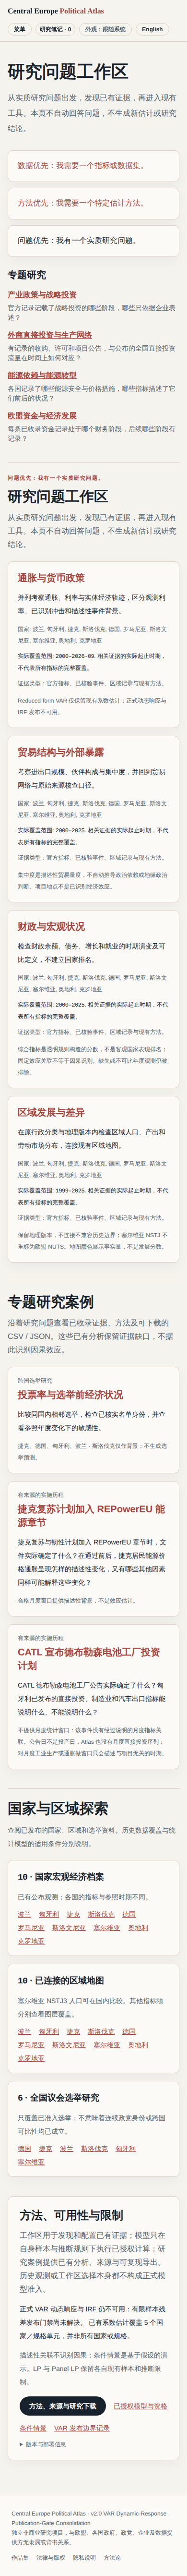 Central Europe Political Atlas
菜单
研究笔记 · 0
外观：跟随系统
English
研究问题工作区
从实质研究问题出发，发现已有证据，再进入现有工具。本页不自动回答问题，不生成新估计或研究结论。
数据优先：我需要一个指标或数据集。
方法优先：我需要一个特定估计方法。
问题优先：我有一个实质研究问题。
专题研究
产业政策与战略投资
官方记录记载了战略投资的哪些阶段，哪些只依据企业表述？
外商直接投资与生产网络
有记录的收购、许可和项目公告，与公布的全国直接投资流量在时间上如何对应？
能源依赖与能源转型
各国记录了哪些能源安全与价格措施，哪些指标描述了它们前后的状况？
欧盟资金与经济发展
每条已收录资金记录处于哪个财务阶段，后续哪些阶段有记录？
问题优先：我有一个实质研究问题。
研究问题工作区
从实质研究问题出发，发现已有证据，再进入现有工具。本页不自动回答问题，不生成新估计或研究结论。
通胀与货币政策
并列考察通胀、利率与实体经济轨迹，区分观测利率、已识别冲击和描述性事件背景。
国家: 波兰, 匈牙利, 捷克, 斯洛伐克, 德国, 罗马尼亚, 斯洛文尼亚, 塞尔维亚, 奥地利, 克罗地亚
实际覆盖范围: 2000–2026-09. 相关证据的实际起止时期，不代表所有指标的完整覆盖。
证据类型：官方指标、已核验事件、区域记录与现有方法。
Reduced-form VAR 仅保留现有系数估计；正式动态响应与 IRF 发布不可用。
贸易结构与外部暴露
考察进出口规模、伙伴构成与集中度，并回到贸易网络与原始来源核查口径。
国家: 波兰, 匈牙利, 捷克, 斯洛伐克, 德国, 罗马尼亚, 斯洛文尼亚, 塞尔维亚, 奥地利, 克罗地亚
实际覆盖范围: 2000–2025. 相关证据的实际起止时期，不代表所有指标的完整覆盖。
证据类型：官方指标、已核验事件、区域记录与现有方法。
集中度是描述性贸易量度，不自动推导政治依赖或地缘政治判断。项目地点不是已识别经济效应。
财政与宏观状况
检查财政余额、债务、增长和就业的时期演变及可比定义，不建立国家排名。
国家: 波兰, 匈牙利, 捷克, 斯洛伐克, 德国, 罗马尼亚, 斯洛文尼亚, 塞尔维亚, 奥地利, 克罗地亚
实际覆盖范围: 2000–2025. 相关证据的实际起止时期，不代表所有指标的完整覆盖。
证据类型：官方指标、已核验事件、区域记录与现有方法。
综合指标是透明规则构造的分数，不是客观国家表现排名；固定效应关联不等于因果识别。缺失或不可比年度观测仍被排除。
区域发展与差异
在原行政分类与地理版本内检查区域人口、产出和劳动市场分布，连接现有区域地图。
国家: 波兰, 匈牙利, 捷克, 斯洛伐克, 德国, 罗马尼亚, 斯洛文尼亚, 塞尔维亚, 奥地利, 克罗地亚
实际覆盖范围: 1999–2025. 相关证据的实际起止时期，不代表所有指标的完整覆盖。
证据类型：官方指标、已核验事件、区域记录与现有方法。
保留地理版本，不连接不兼容历史边界；塞尔维亚 NSTJ 不重标为欧盟 NUTS。地图颜色展示事实量，不是发展分数。
专题研究案例
沿着研究问题查看已收录证据、方法及可下载的 CSV / JSON。这些已有分析保留证据缺口，不据此识别因果效应。
跨国选举研究
投票率与选举前经济状况
比较同国内相邻选举，检查已核实名单身份，并查看参照年度变化下的敏感性。
捷克、德国、匈牙利、波兰 · 斯洛伐克仅作背景；不生成选举预测。
有来源的实施历程
捷克复苏计划加入 REPowerEU 能源章节
捷克复苏与韧性计划加入 REPowerEU 章节时，文件实际确定了什么？在通过前后，捷克居民能源价格通胀呈现怎样的描述性变化，又有哪些其他因素同样可能解释这些变化？
合格月度窗口提供描述性背景，不是效应估计。
有来源的实施历程
CATL 宣布德布勒森电池工厂投资计划
CATL 德布勒森电池工厂公告实际确定了什么？匈牙利已发布的直接投资、制造业和汽车出口指标能说明什么、不能说明什么？
不提供月度统计窗口：该事件没有经过说明的月度指标关联。公告日不是投产日，Atlas 也没有月度直接投资序列；对月度工业生产或通胀做窗口只会描述与项目无关的时期。
国家与区域探索
查阅已发布的国家、区域和选举资料。历史数据覆盖与统计模型的适用条件分别说明。
10 · 国家宏观经济档案
已有公布观测；各国的指标与参照时期不同。
波兰 匈牙利 捷克 斯洛伐克 德国
罗马尼亚 斯洛文尼亚 塞尔维亚 奥地利
克罗地亚
10 · 已连接的区域地图
塞尔维亚 NSTJ3 人口可在国内比较。其他指标须分别查看图层覆盖。
波兰 匈牙利 捷克 斯洛伐克 德国
罗马尼亚 斯洛文尼亚 塞尔维亚 奥地利
克罗地亚
6 · 全国议会选举研究
只覆盖已准入选举；不意味着连续政党身份或跨国可比性均已成立。
德国 捷克 波兰 斯洛伐克 匈牙利
塞尔维亚
方法、可用性与限制
工作区用于发现和配置已有证据；模型只在自身样本与推断规则下执行已授权计算；研究案例提供已有分析、来源与可复现导出。历史观测或工作区选择本身都不构成正式模型准入。
正式 VAR 动态响应与 IRF 仍不可用：有限样本残差发布门禁尚未解决。已有系数估计覆盖 5 个国家／规格单元，并非所有国家或规格。
描述性关联不识别因果；条件情景是基于假设的演示。LP 与 Panel LP 保留各自现有样本和推断限制。
方法、来源与研究下载
已授权模型与资格
条件情景
VAR 发布边界记录
▸ 版本与部署信息
Central Europe Political Atlas · v2.0 VAR Dynamic-Response Publication-Gate Consolidation
独立非商业研究项目，与欧盟、各国政府、政党、企业及数据提供方无隶属或背书关系。
作品集 法律与版权 隐私说明 方法论